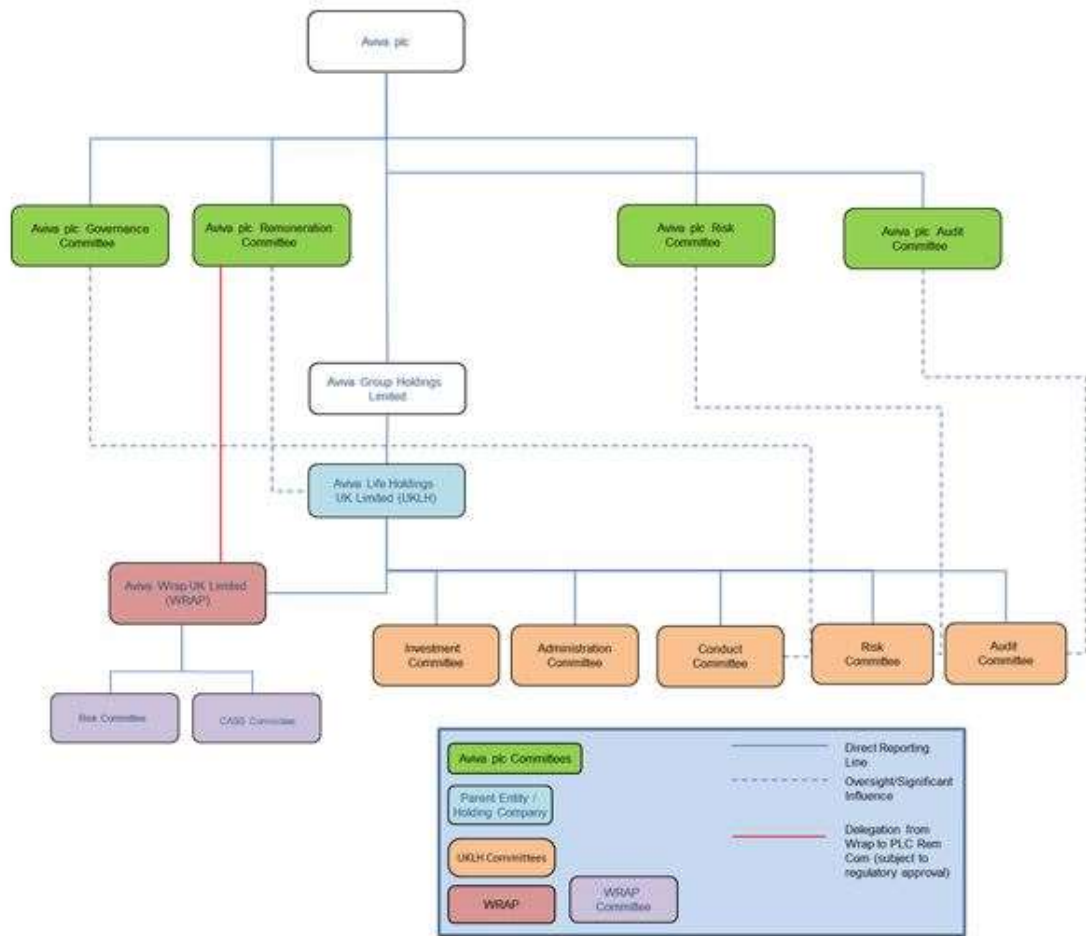 Aviva plc
Aviva plc Governance
Committee
Aviva plc Remuneration
Committee
Aviva plc Risk
Committee
Aviva plc Audit
Committee
Aviva Group Holdings
Limited
Aviva Life Holdings
UK Limited (UKLH)
Aviva Wrap UK Limited
(WRAP)
Investment
Committee
Administration
Committee
Conduct
Committee
Risk
Committee
Audit
Committee
Risk Committee
CASS Committee
Aviva plc Committees
Parent Entity /
Holding Company
UKLH Committees
WRAP
WRAP
Committee
Direct Reporting
Line
Oversight/Significant
Influence
Delegation from
Wrap to PLC Rem
Com (subject to
regulatory approval)